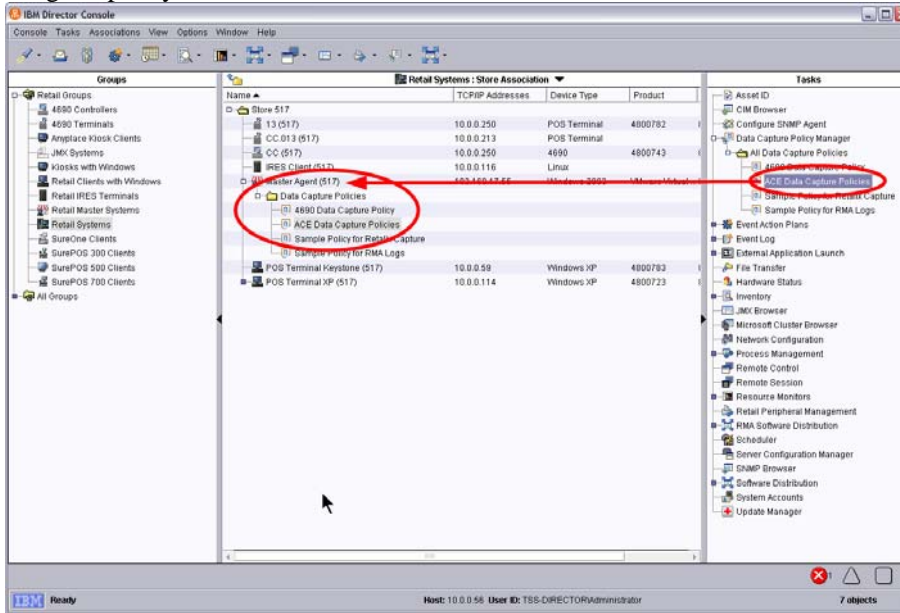 IBM Director Console
Console Tasks Associations View Options Window Help
Groups
Retail Groups
4690 Controllers
4690 Terminals
Anyplace Kiosk Clients
JMX Systems
Kiosks with Windows
Retail Clients with Windows
Retail IRES Terminals
Retail Master Systems
Retail Systems
SureOne Clients
SurePOS 300 Clients
SurePOS 500 Clients
SurePOS 700 Clients
All Groups
Retail Systems : Store Association
Name TCP/IP Addresses Device Type Product
Store 517
13 (517) 10.0.0.250 POS Terminal 4800782
CC.013 (517) 10.0.0.213 POS Terminal
CC (517) 10.0.0.250 4690 4800743
IRES Client (517) 10.0.0.116 Linux
Master Agent (517)
Data Capture Policies
4690 Data Capture Policy
ACE Data Capture Policies
Sample Policy for Retail Capture
Sample Policy for RMA Logs
POS Terminal Keystone (517) 10.0.0.59 Windows XP 4800783
POS Terminal XP (517) 10.0.0.114 Windows XP 4800723
Tasks
Asset ID
CIM Browser
Configure SNMP Agent
Data Capture Policy Manager
All Data Capture Policies
4690 Data Capture Policy
ACE Data Capture Policies
Sample Policy for Retail Capture
Sample Policy for RMA Logs
Event Action Plans
Event Log
External Application Launch
File Transfer
Hardware Status
Inventory
JMX Browser
Microsoft Cluster Browser
Network Configuration
Process Management
Remote Control
Remote Session
Resource Monitors
Retail Peripheral Management
RMA Software Distribution
Scheduler
Server Configuration Manager
SNMP Browser
Software Distribution
System Accounts
Update Manager
1
IBM Ready Host: 10.0.0.56 User ID: TSS-DIRECTOR\Administrator 7 objects